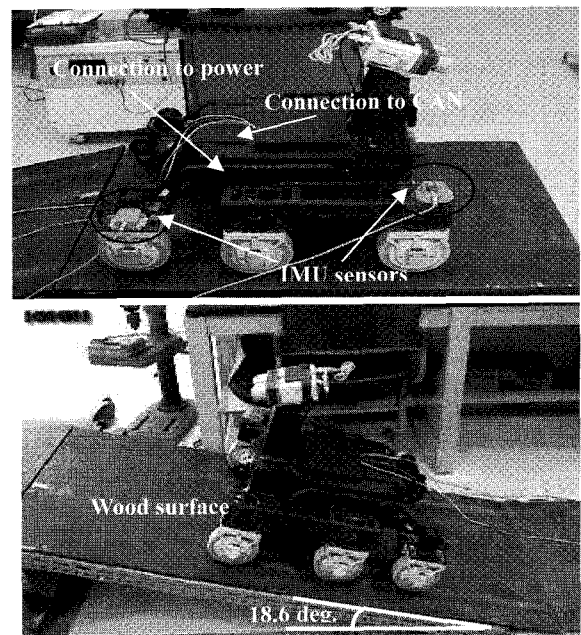 Connection to power
Connection to CAN
IMU sensors
Wood surface
18.6 deg.